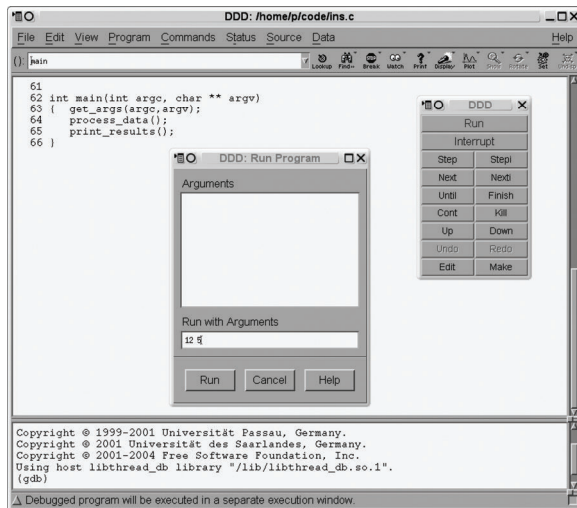 DDD: /home/p/code/ins.c
File Edit View Program Commands Status Source Data Help
(): main
Lookup Find» Break Watch Print Display Plot Show Rotate Set Undisp
61
62 int main(int argc, char ** argv)
63 { get_args(argc,argv);
64 process_data();
65 print_results();
66 }
DDD
Run
Interrupt
Step Stepi
Next Nexti
Until Finish
Cont Kill
Up Down
Undo Redo
Edit Make
DDD: Run Program
Arguments
Run with Arguments
12 5
Run Cancel Help
Copyright © 1999-2001 Universität Passau, Germany.
Copyright © 2001 Universität des Saarlandes, Germany.
Copyright © 2001-2004 Free Software Foundation, Inc.
Using host libthread_db library "/lib/libthread_db.so.1".
(gdb)
Debugged program will be executed in a separate execution window.